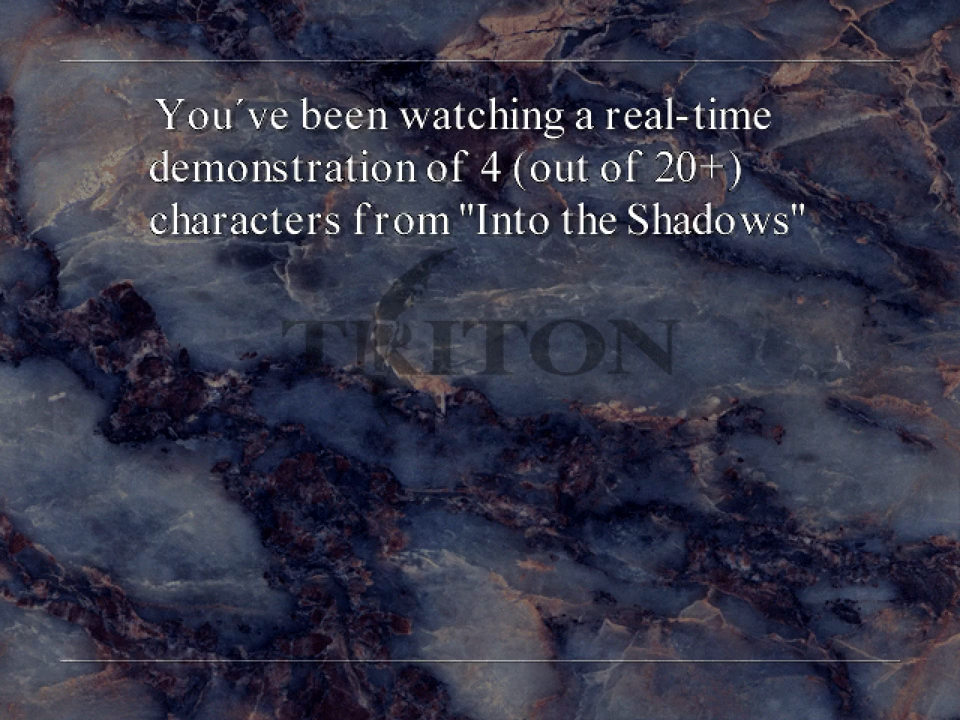 You´ve been watching a real-time
demonstration of 4 (out of 20+)
characters from "Into the Shadows"
TRITON